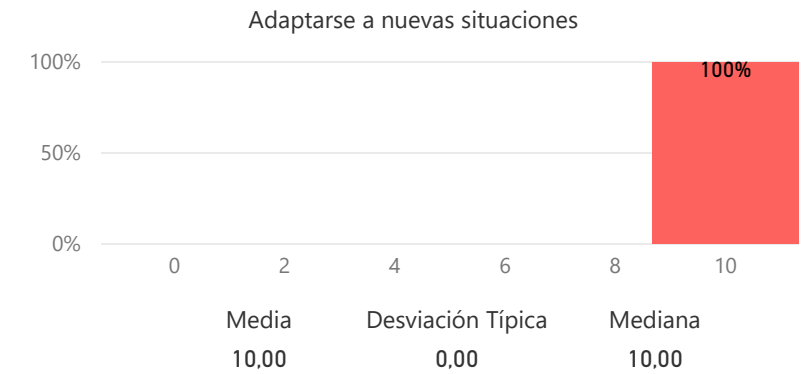 Adaptarse a nuevas situaciones
100%
100%
50%
0%
0 2 4 6 8 10
Media Desviación Típica Mediana
10,00 0,00 10,00